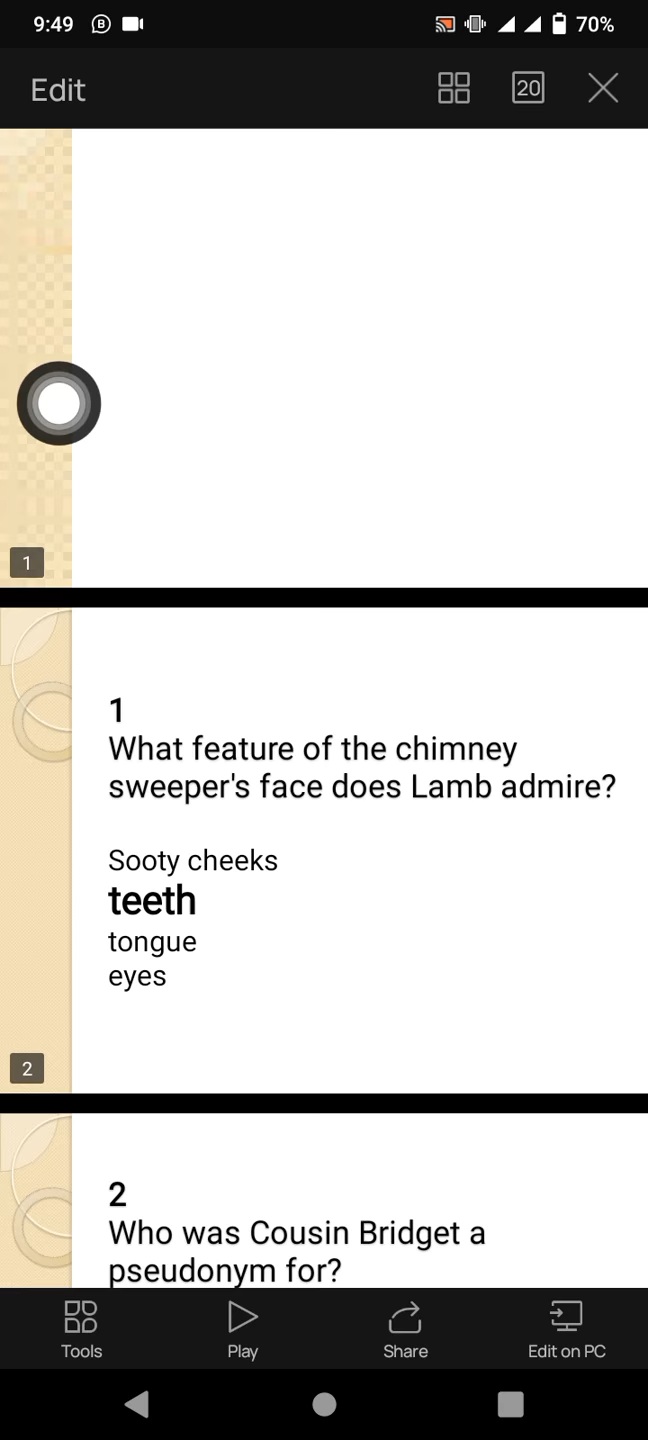 9:49
70%
Edit
20
1
1
What feature of the chimney
sweeper's face does Lamb admire?
Sooty cheeks
teeth
tongue
eyes
2
2
Who was Cousin Bridget a
pseudonym for?
Tools
Play
Share
Edit on PC